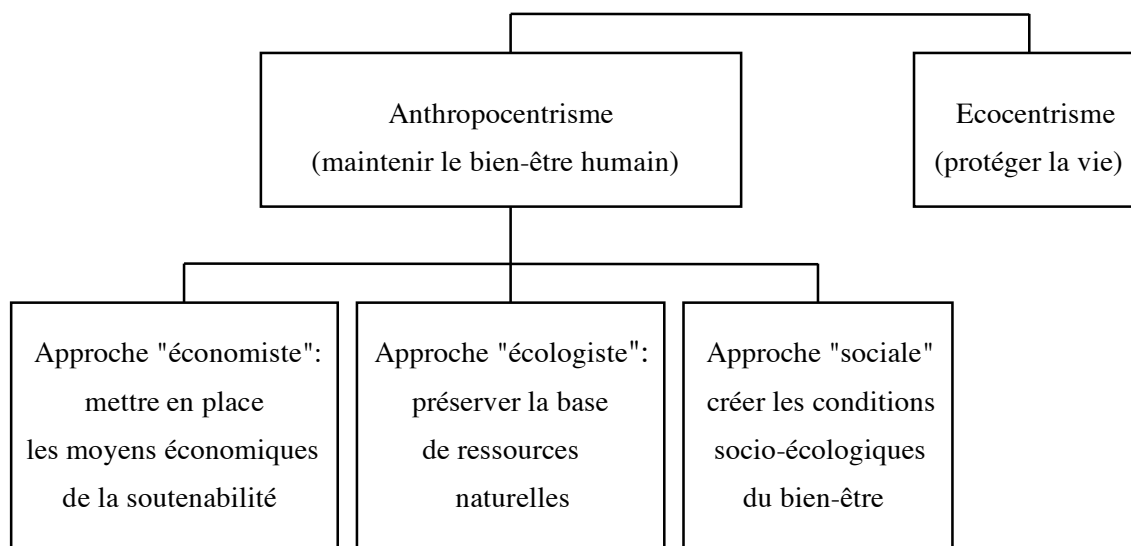 Anthropocentrisme
(maintenir le bien-être humain)
Ecocentrisme
(protéger la vie)
Approche "économiste":
mettre en place
les moyens économiques
de la soutenabilité
Approche "écologiste":
préserver la base
de ressources
naturelles
Approche "sociale"
créer les conditions
socio-écologiques
du bien-être